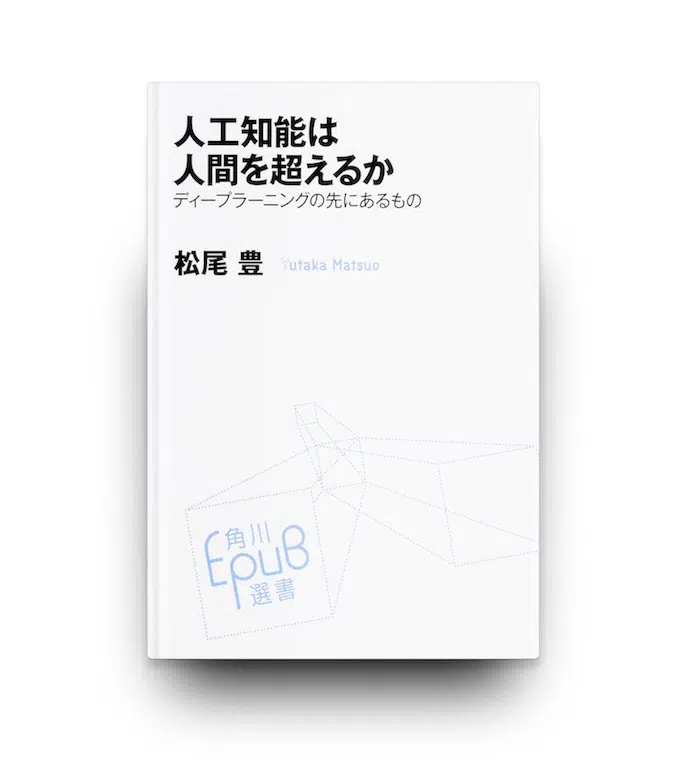 人工知能は
人間を超えるか
ディープラーニングの先にあるもの
松尾 豊 Yutaka Matsuo
角川
EpuB
選書